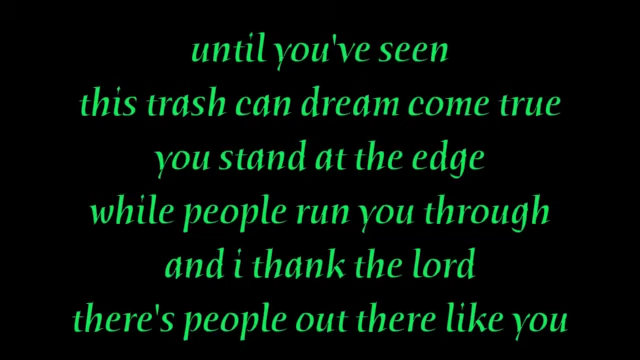 until you've seen
this trash can dream come true
you stand at the edge
while people run you through
and i thank the lord
there's people out there like you